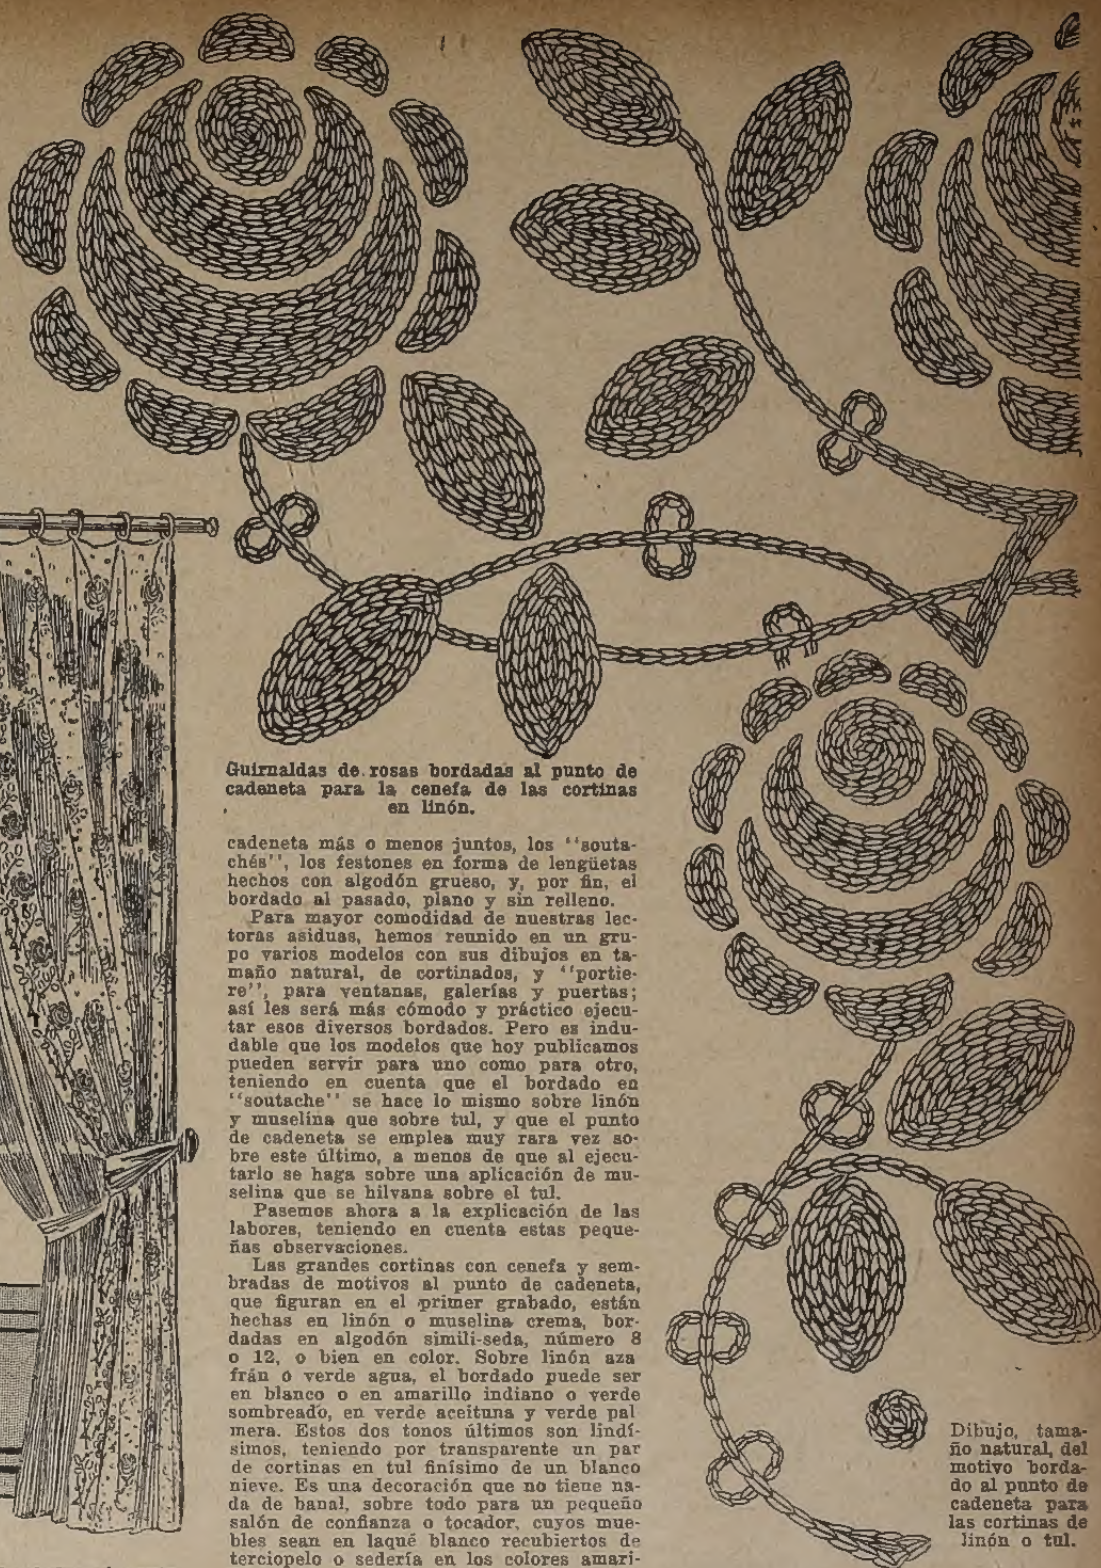 Guirnaldas de rosas bordadas al punto de
cadeneta para la cenefa de las cortinas
en linón.
cadeneta más o menos juntos, los "souta-
chés", los festones en forma de lengüetas
hechos con algodón grueso, y, por fin, el
bordado al pasado, plano y sin relleno.
Para mayor comodidad de nuestras lec-
toras asiduas, hemos reunido en un gru-
po varios modelos con sus dibujos en ta-
maño natural, de cortinados, y "portie-
re", para ventanas, galerías y puertas;
así les será más cómodo y práctico ejecu-
tar esos diversos bordados. Pero es indu-
dable que los modelos que hoy publicamos
pueden servir para uno como para otro,
teniendo en cuenta que el bordado en
"soutache" se hace lo mismo sobre linón
y muselina que sobre tul, y que el punto
de cadeneta se emplea muy rara vez so-
bre este último, a menos de que al ejecu-
tarlo se haga sobre una aplicación de mu-
selina que se hilvana sobre el tul.
Pasemos ahora a la explicación de las
labores, teniendo en cuenta estas peque-
ñas observaciones.
Las grandes cortinas con cenefa y sem-
bradas de motivos al punto de cadeneta,
que figuran en el primer grabado, están
hechas en linón o muselina crema, bor-
dadas en algodón simili-seda, número 8
o 12, o bien en color. Sobre linón aza
frán o verde agua, el bordado puede ser
en blanco o en amarillo indiano o verde
sombreado, en verde aceituna y verde pal
mera. Estos dos tonos últimos son lindí-
simos, teniendo por transparente un par
de cortinas en tul finísimo de un blanco
nieve. Es una decoración que no tiene na-
da de banal, sobre todo para un pequeño
salón de confianza o tocador, cuyos mue-
bles sean en laqué blanco recubiertos de
terciopelo o sedería en los colores amari-
Dibujo, tama-
ño natural, del
motivo borda-
do al punto de
cadeneta para
las cortinas de
linón o tul.